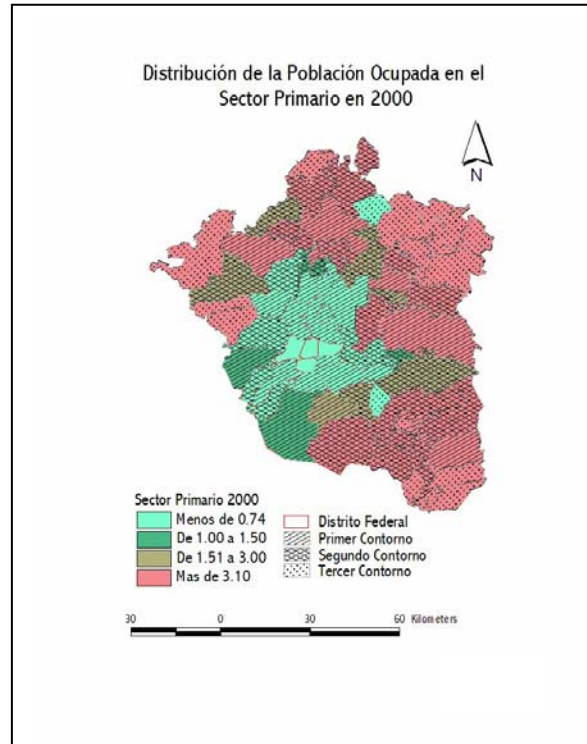 Distribución de la Población Ocupada en el
Sector Primario en 2000
N
Sector Primario 2000
Menos de 0.74
De 1.00 a 1.50
De 1.51 a 3.00
Mas de 3.10
Distrito Federal
Primer Contorno
Segundo Contorno
Tercer Contorno
30 0 30 60 Kilometers